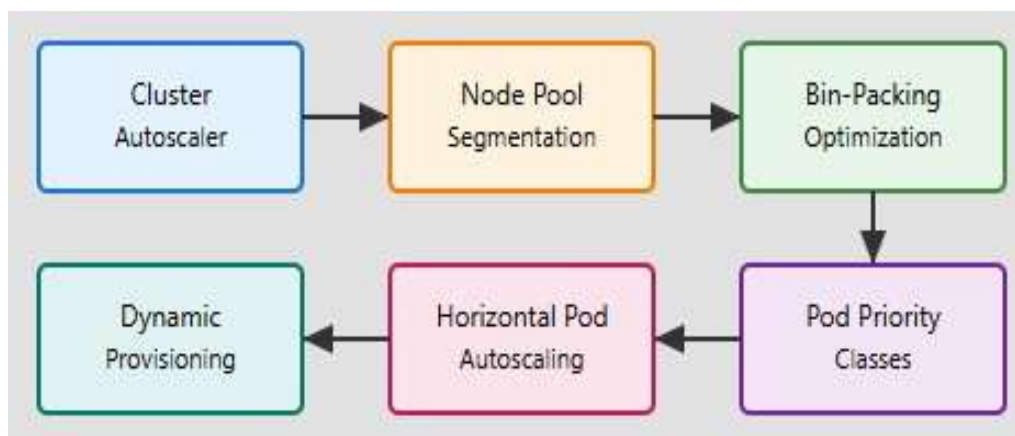 Cluster
Autoscaler
Node Pool
Segmentation
Bin-Packing
Optimization
Pod Priority
Classes
Horizontal Pod
Autoscaling
Dynamic
Provisioning